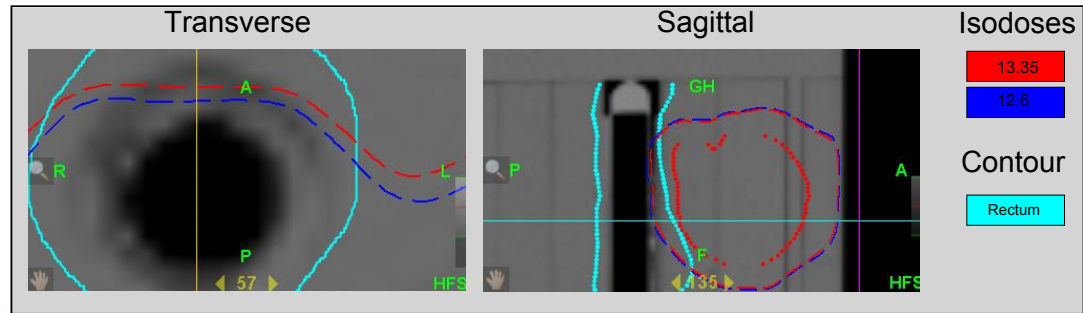 Transverse
A
R
L
P
57
HFS
Sagittal
GH
P
A
F
135
HFS
Isodoses
13.35
12.6
Contour
Rectum